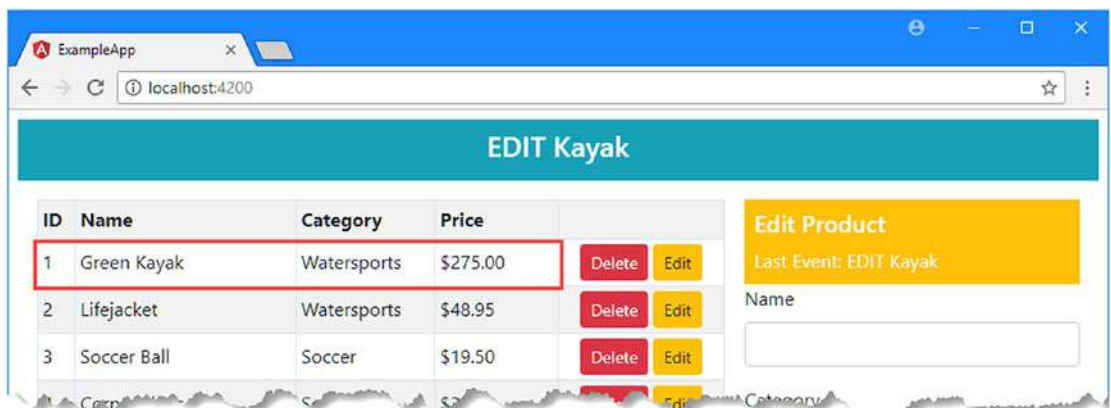 ExampleApp
localhost:4200
EDIT Kayak
ID Name Category Price
1 Green Kayak Watersports $275.00 Delete Edit
2 Lifejacket Watersports $48.95 Delete Edit
3 Soccer Ball Soccer $19.50 Delete Edit
Edit Product
Last Event: EDIT Kayak
Name
Category